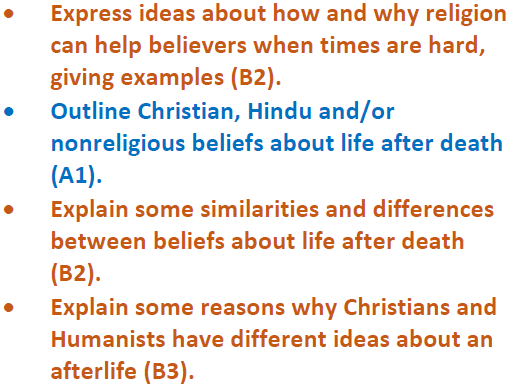 • Express ideas about how and why religion
can help believers when times are hard,
giving examples (B2).
• Outline Christian, Hindu and/or
nonreligious beliefs about life after death
(A1).
• Explain some similarities and differences
between beliefs about life after death
(B2).
• Explain some reasons why Christians and
Humanists have different ideas about an
afterlife (B3).